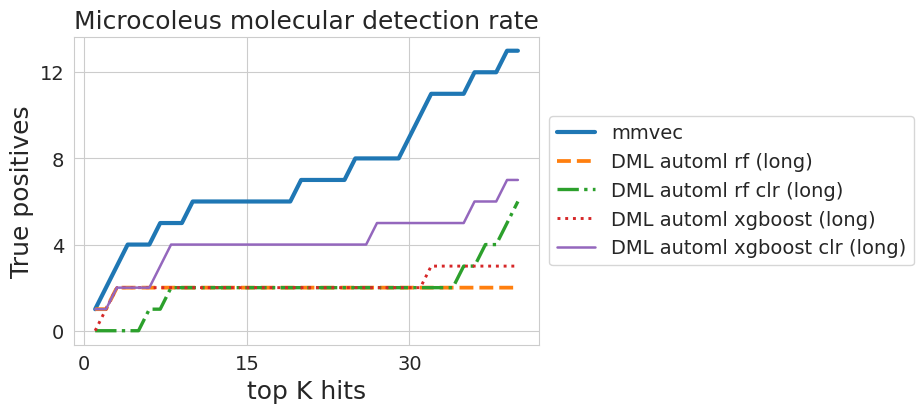 Microcoleus molecular detection rate
True positives
12
8
4
0
0
15
30
top K hits
mmvec
DML automl rf (long)
DML automl rf clr (long)
DML automl xgboost (long)
DML automl xgboost clr (long)